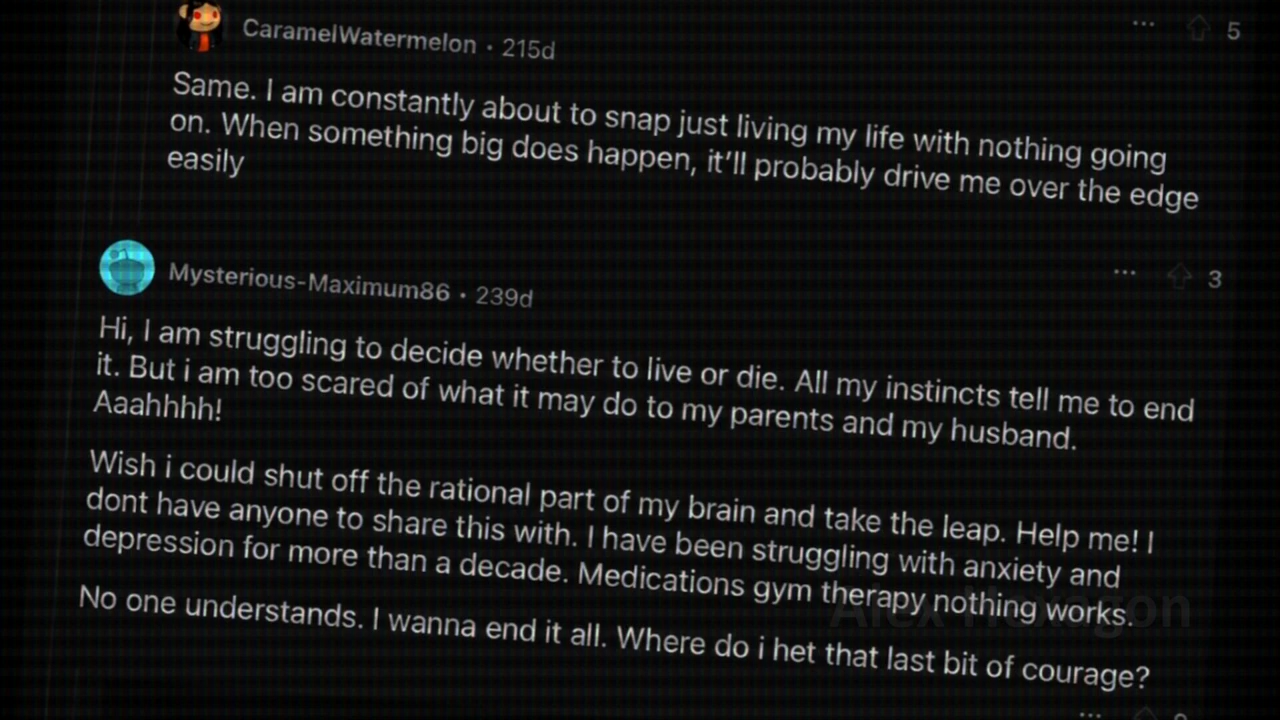 CaramelWatermelon · 215d
... 5
Same. I am constantly about to snap just living my life with nothing going
on. When something big does happen, it'll probably drive me over the edge
easily
Mysterious-Maximum86 · 239d
... 3
Hi, I am struggling to decide whether to live or die. All my instincts tell me to end
it. But i am too scared of what it may do to my parents and my husband.
Aaahhhh!
Wish i could shut off the rational part of my brain and take the leap. Help me! I
dont have anyone to share this with. I have been struggling with anxiety and
depression for more than a decade. Medications gym therapy nothing works.
Alex Hexagon
No one understands. I wanna end it all. Where do i het that last bit of courage?
...